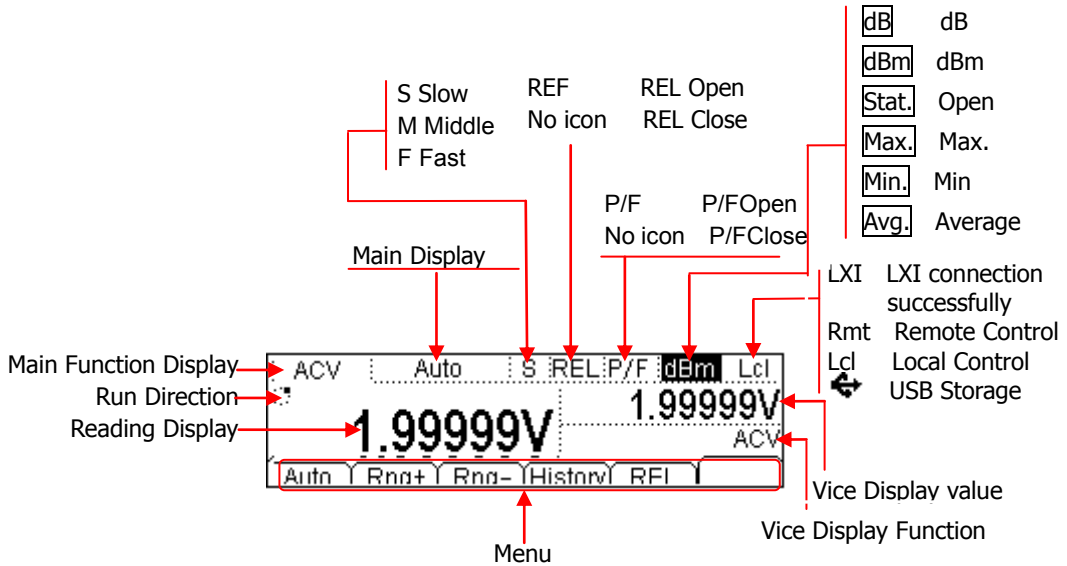 dB dB
dBm dBm
Stat. Open
Max. Max.
Min. Min
Avg. Average
S Slow
M Middle
F Fast
REF REL Open
No icon REL Close
P/F P/FOpen
No icon P/FClose
Main Display
LXI LXI connection
successfully
Rmt Remote Control
Lcl Local Control
USB Storage
Main Function Display
Run Direction
Reading Display
ACV Auto S REL P/F dBm Lcl
1.99999V
1.99999V
ACV
Auto Rng+ Rng- History REL
Vice Display value
Vice Display Function
Menu